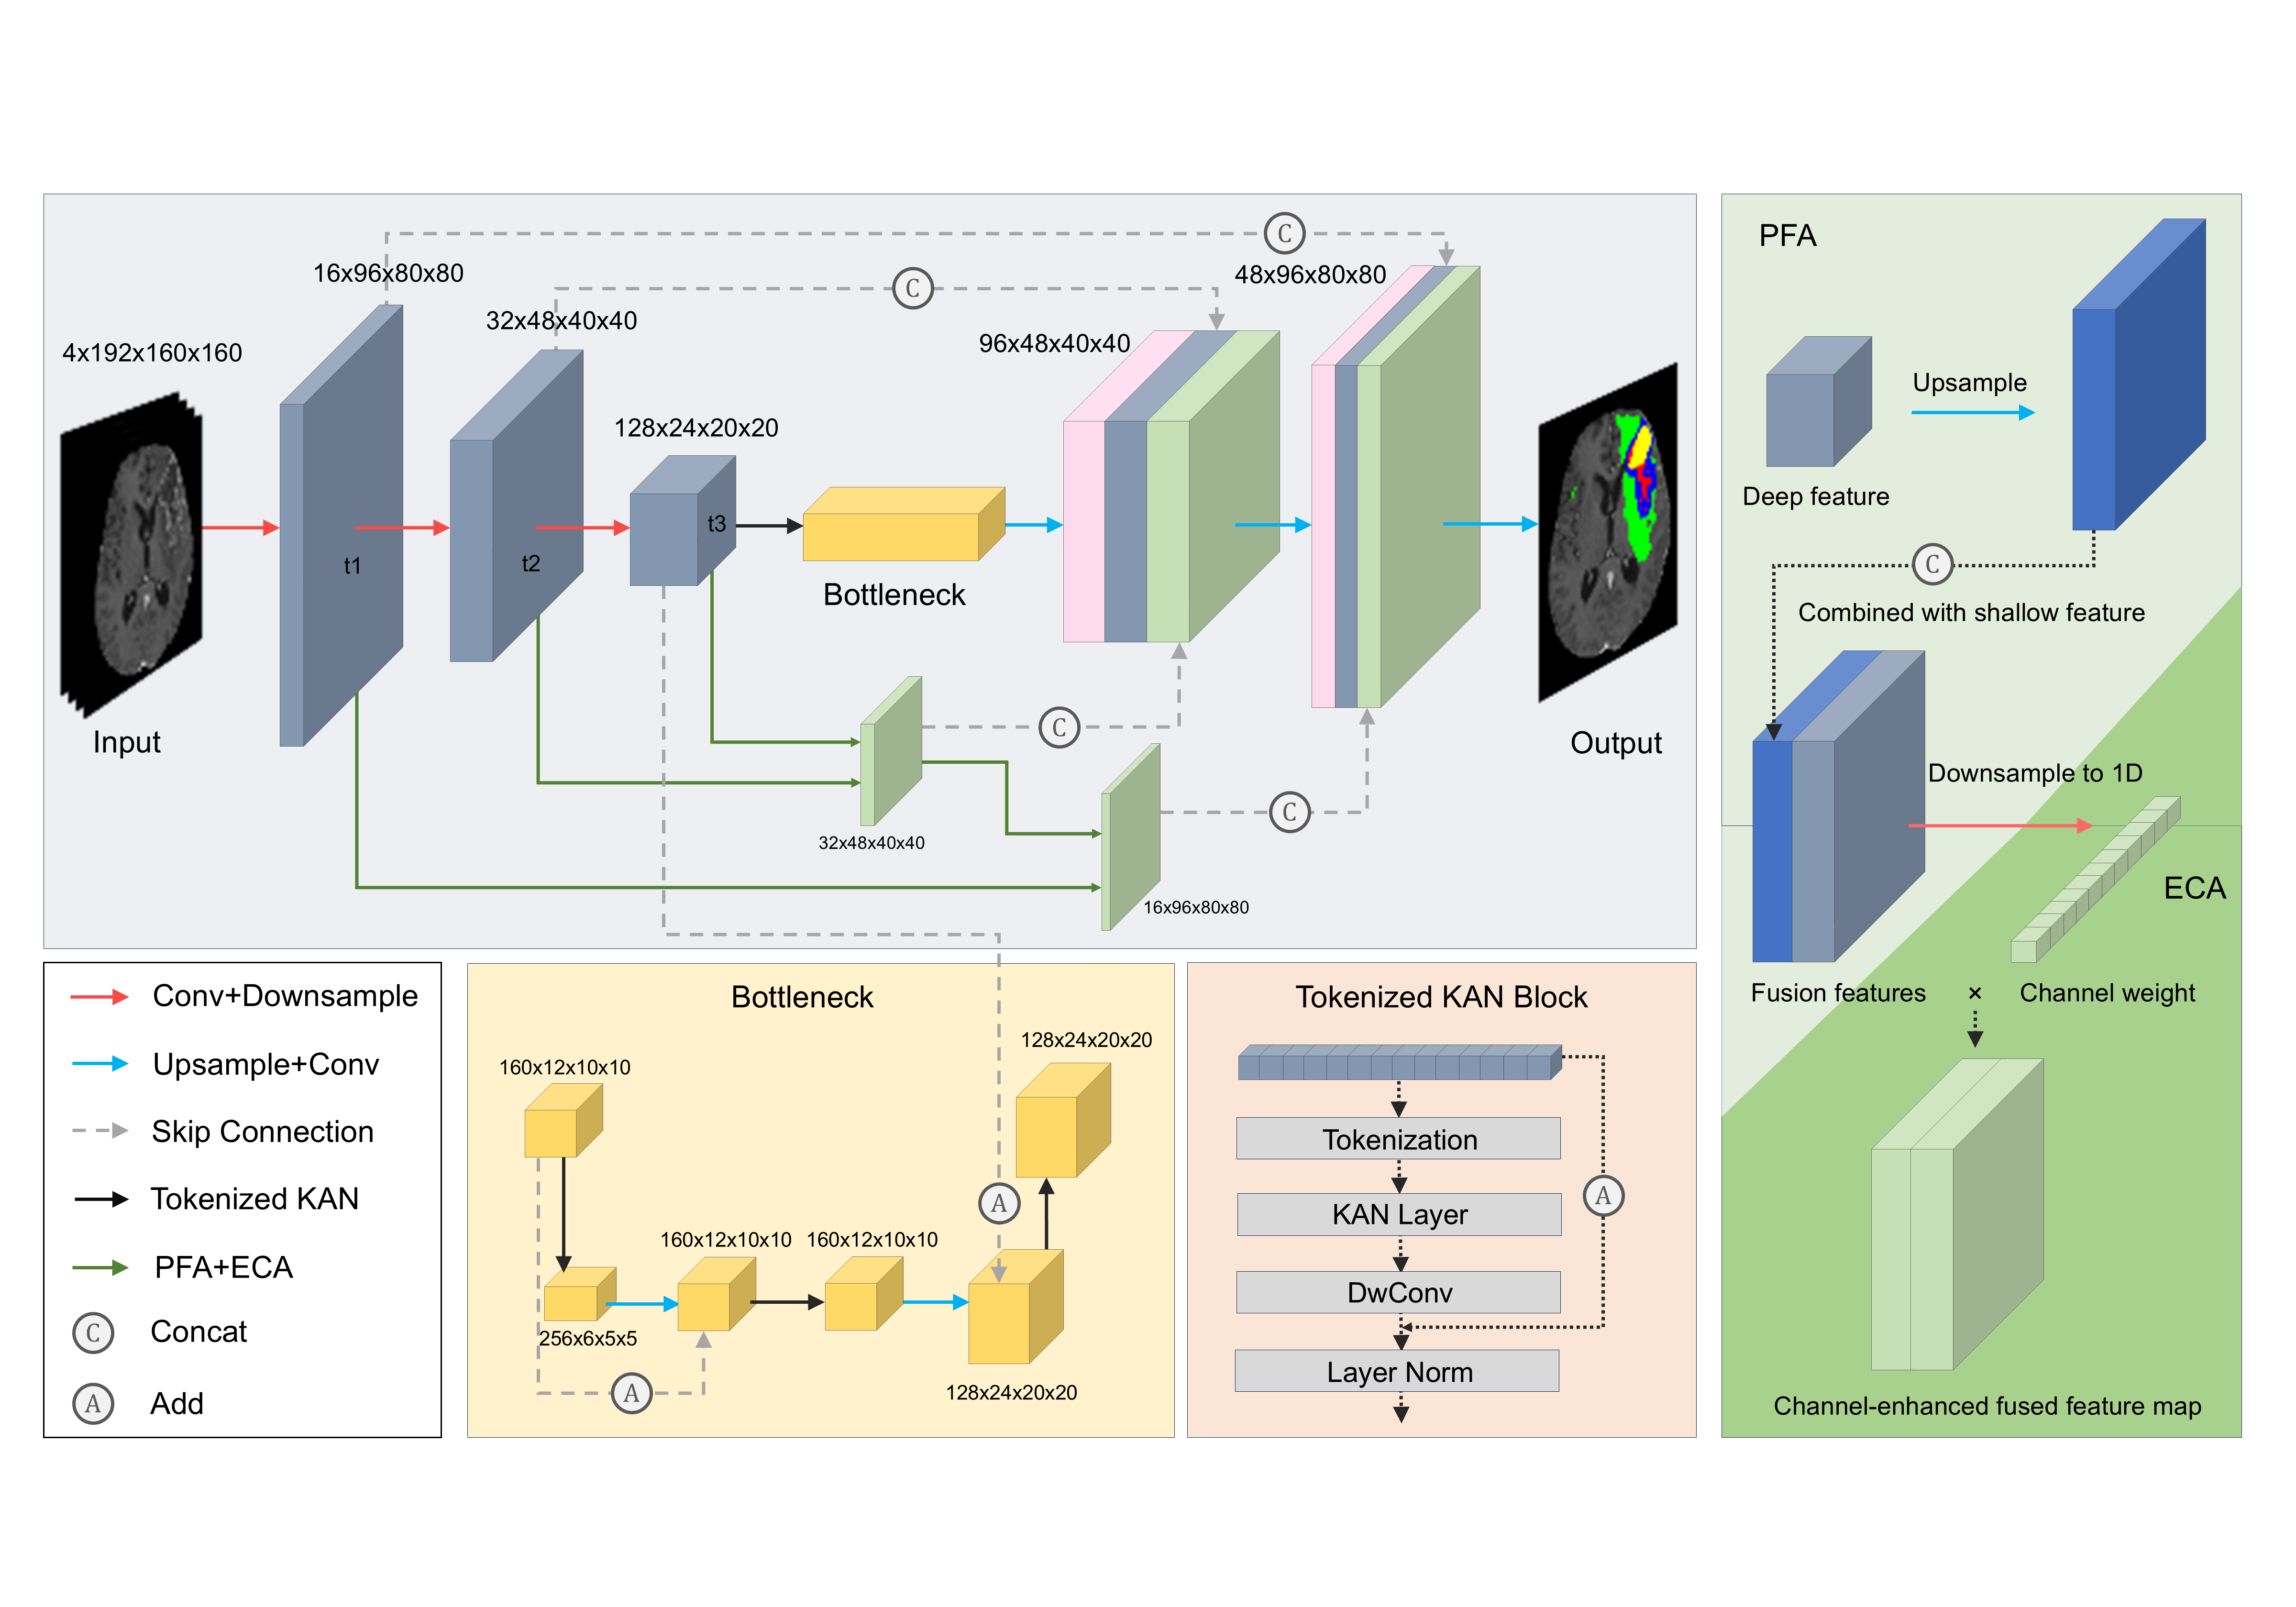 C
16x96x80x80
48x96x80x80
C
32x48x40x40
4x192x160x160
96x48x40x40
128x24x20x20
t3
t1
t2
Bottleneck
Input
Output
C
C
32x48x40x40
16x96x80x80
PFA
Upsample
Deep feature
C
Combined with shallow feature
Downsample to 1D
ECA
Fusion features × Channel weight
Channel-enhanced fused feature map
Conv+Downsample
Upsample+Conv
Skip Connection
Tokenized KAN
PFA+ECA
C Concat
A Add
Bottleneck
128x24x20x20
160x12x10x10
A
160x12x10x10
160x12x10x10
256x6x5x5
A
128x24x20x20
Tokenized KAN Block
Tokenization
A
KAN Layer
DwConv
Layer Norm